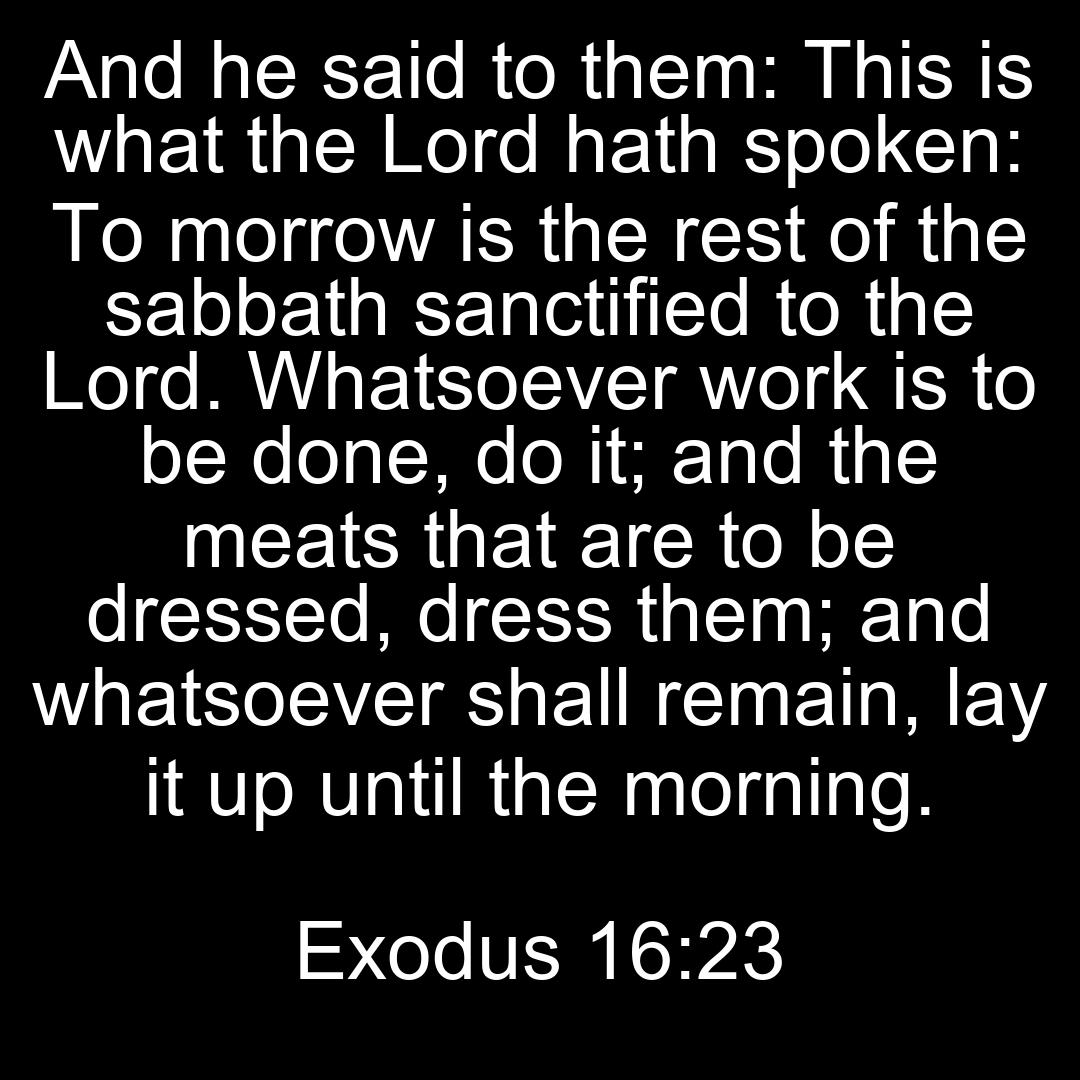 And he said to them: This is
what the Lord hath spoken:
To morrow is the rest of the
sabbath sanctified to the
Lord. Whatsoever work is to
be done, do it; and the
meats that are to be
dressed, dress them; and
whatsoever shall remain, lay
it up until the morning.
Exodus 16:23